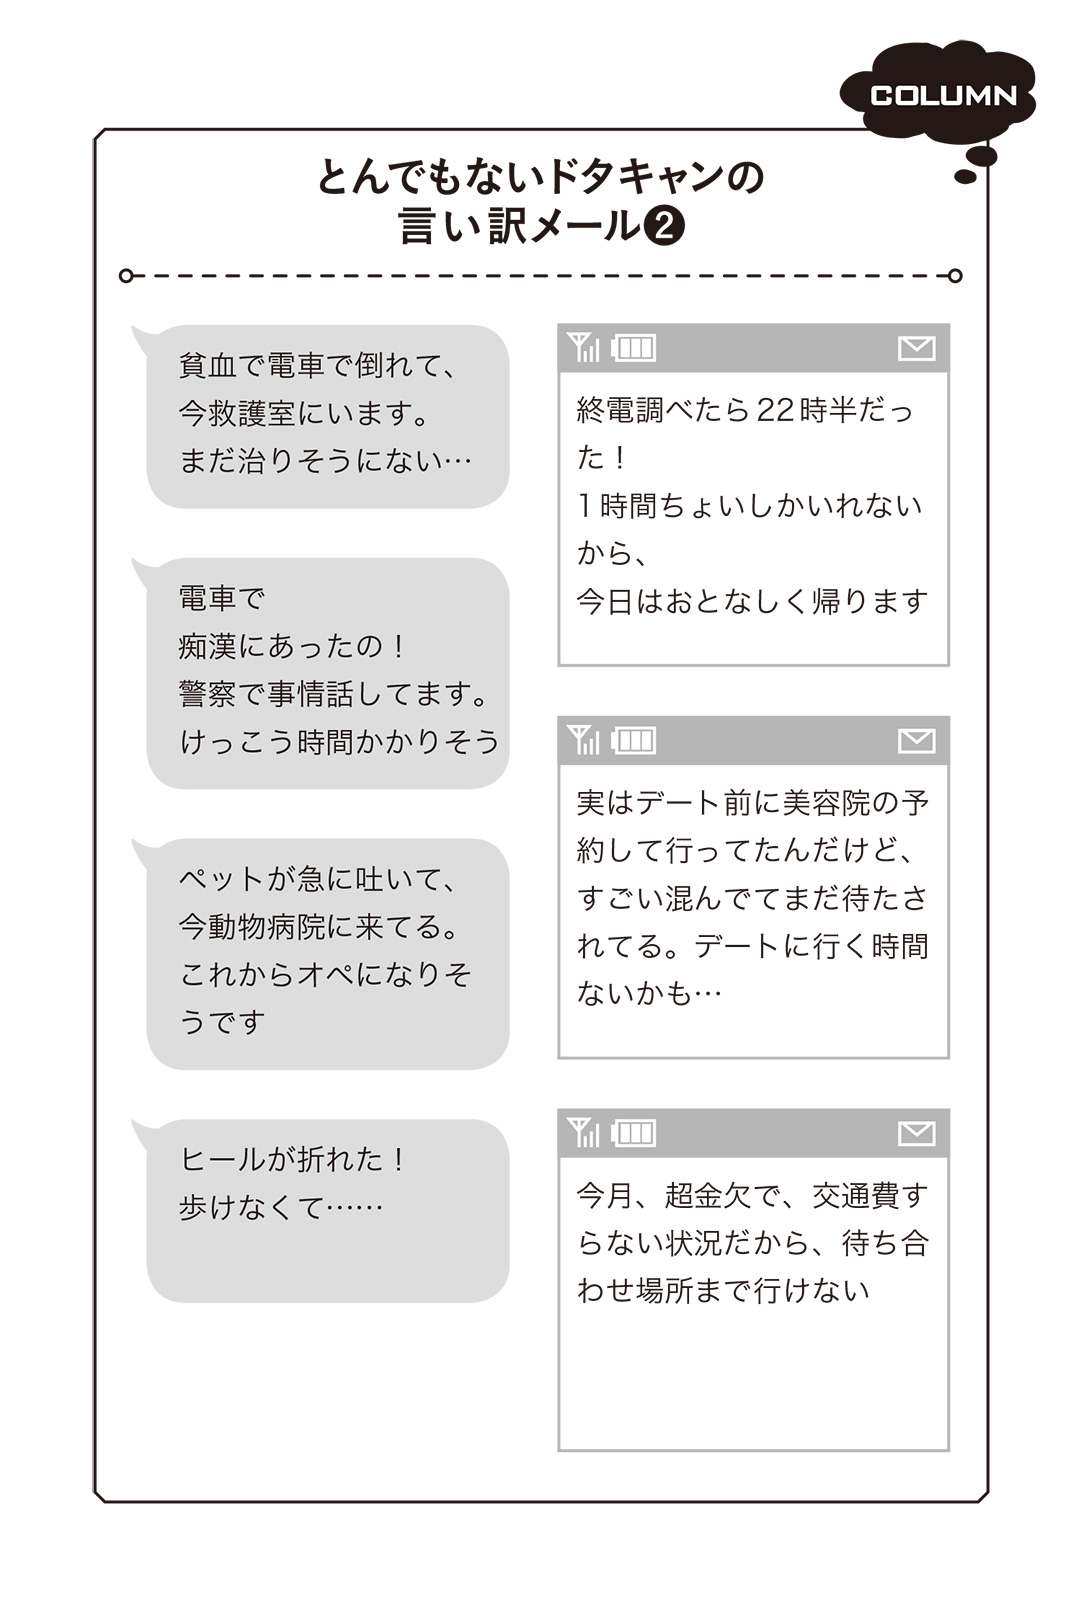 COLUMN
とんでもないドタキャンの
言い訳メール❷
貧血で電車で倒れて、
今救護室にいます。
まだ治りそうにない…
電車で
痴漢にあったの！
警察で事情話してます。
けっこう時間かかりそう
ペットが急に吐いて、
今動物病院に来てる。
これからオペになりそ
うです
ヒールが折れた！
歩けなくて……
終電調べたら22時半だっ
た！
1時間ちょいしかいれない
から、
今日はおとなしく帰ります
実はデート前に美容院の予
約して行ってたんだけど、
すごい混んでてまだ待たさ
れてる。デートに行く時間
ないかも…
今月、超金欠で、交通費す
らない状況だから、待ち合
わせ場所まで行けない